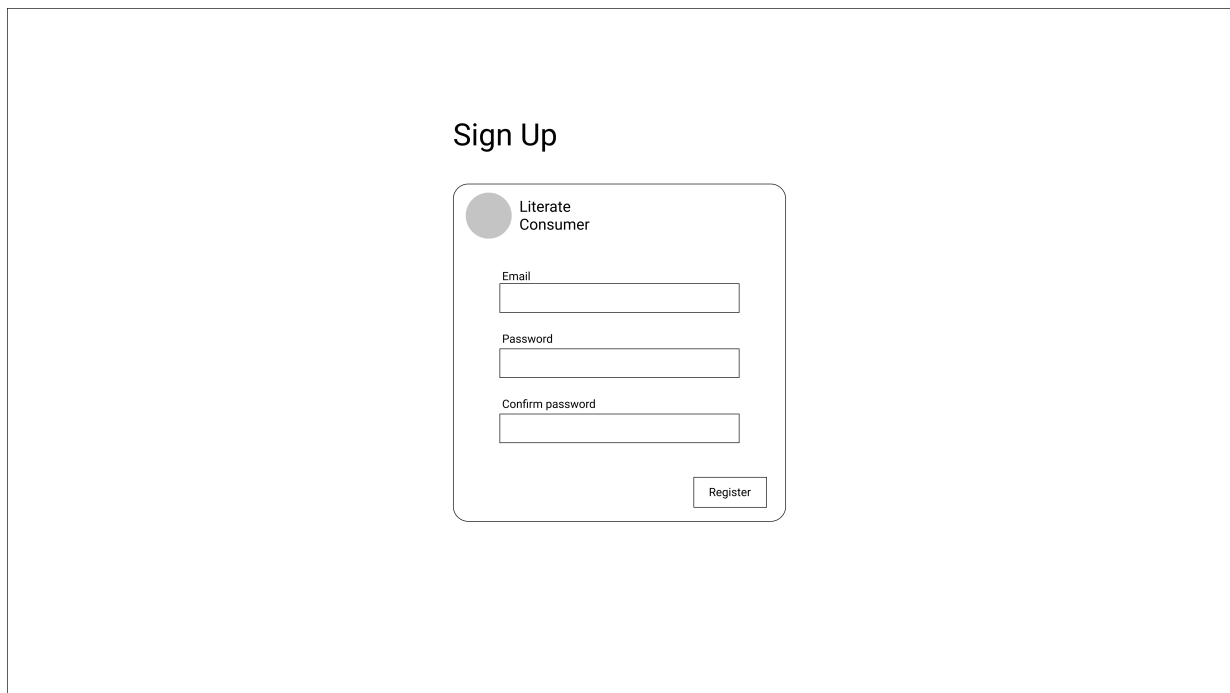 Sign Up
Literate
Consumer
Email
Password
Confirm password
Register